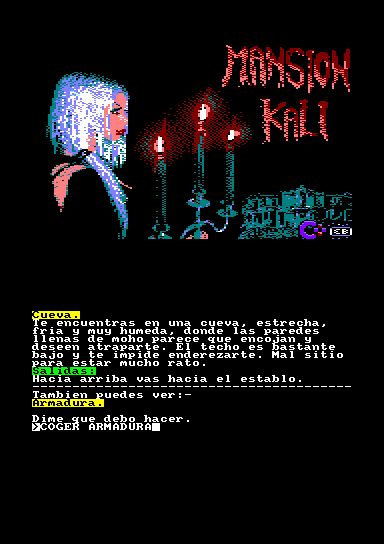 MANSION
KALI
Cueva.
Te encuentras en una cueva, estrecha,
fria y muy humeda, donde las paredes
llenas de moho parece que encojan y
deseen atraparte. El techo es bastante
bajo y te impide enderezarte. Mal sitio
para estar mucho rato.
Salidas:
Hacia arriba vas hacia el establo.
---------------------------------------
Tambien puedes ver:-
Armadura.
Dime que debo hacer.
>COGER ARMADURA